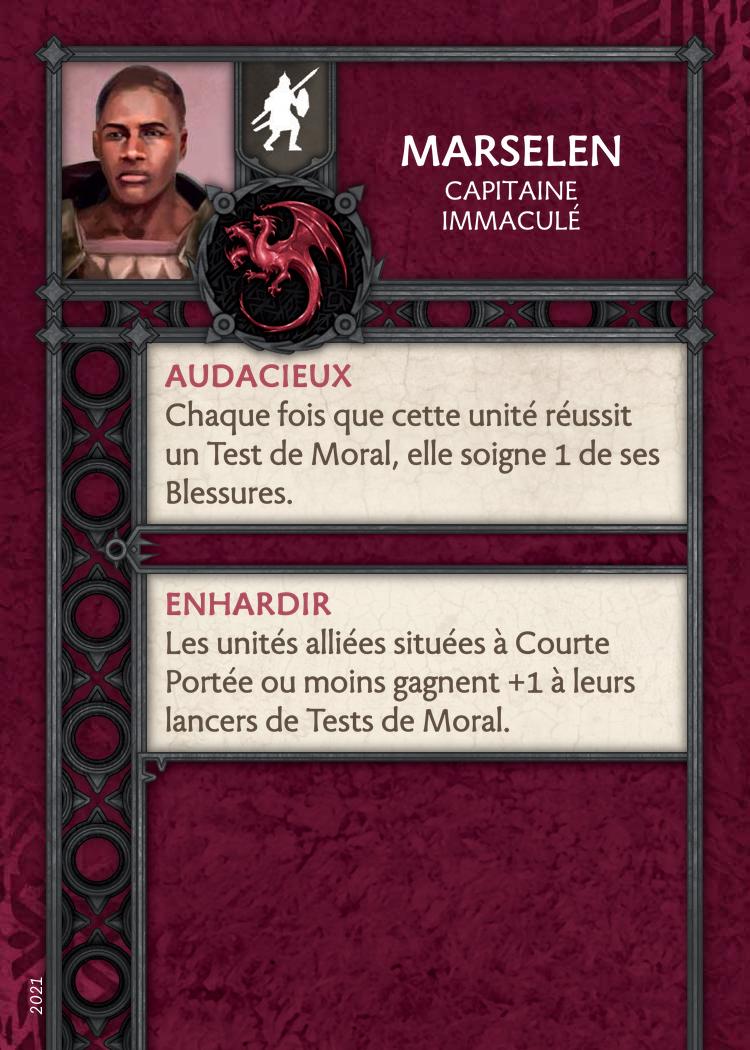 MARSELEN
CAPITAINE
IMMACULÉ
AUDACIEUX
Chaque fois que cette unité réussit
un Test de Moral, elle soigne 1 de ses
Blessures.
ENHARDIR
Les unités alliées situées à Courte
Portée ou moins gagnent +1 à leurs
lancers de Tests de Moral.
2021